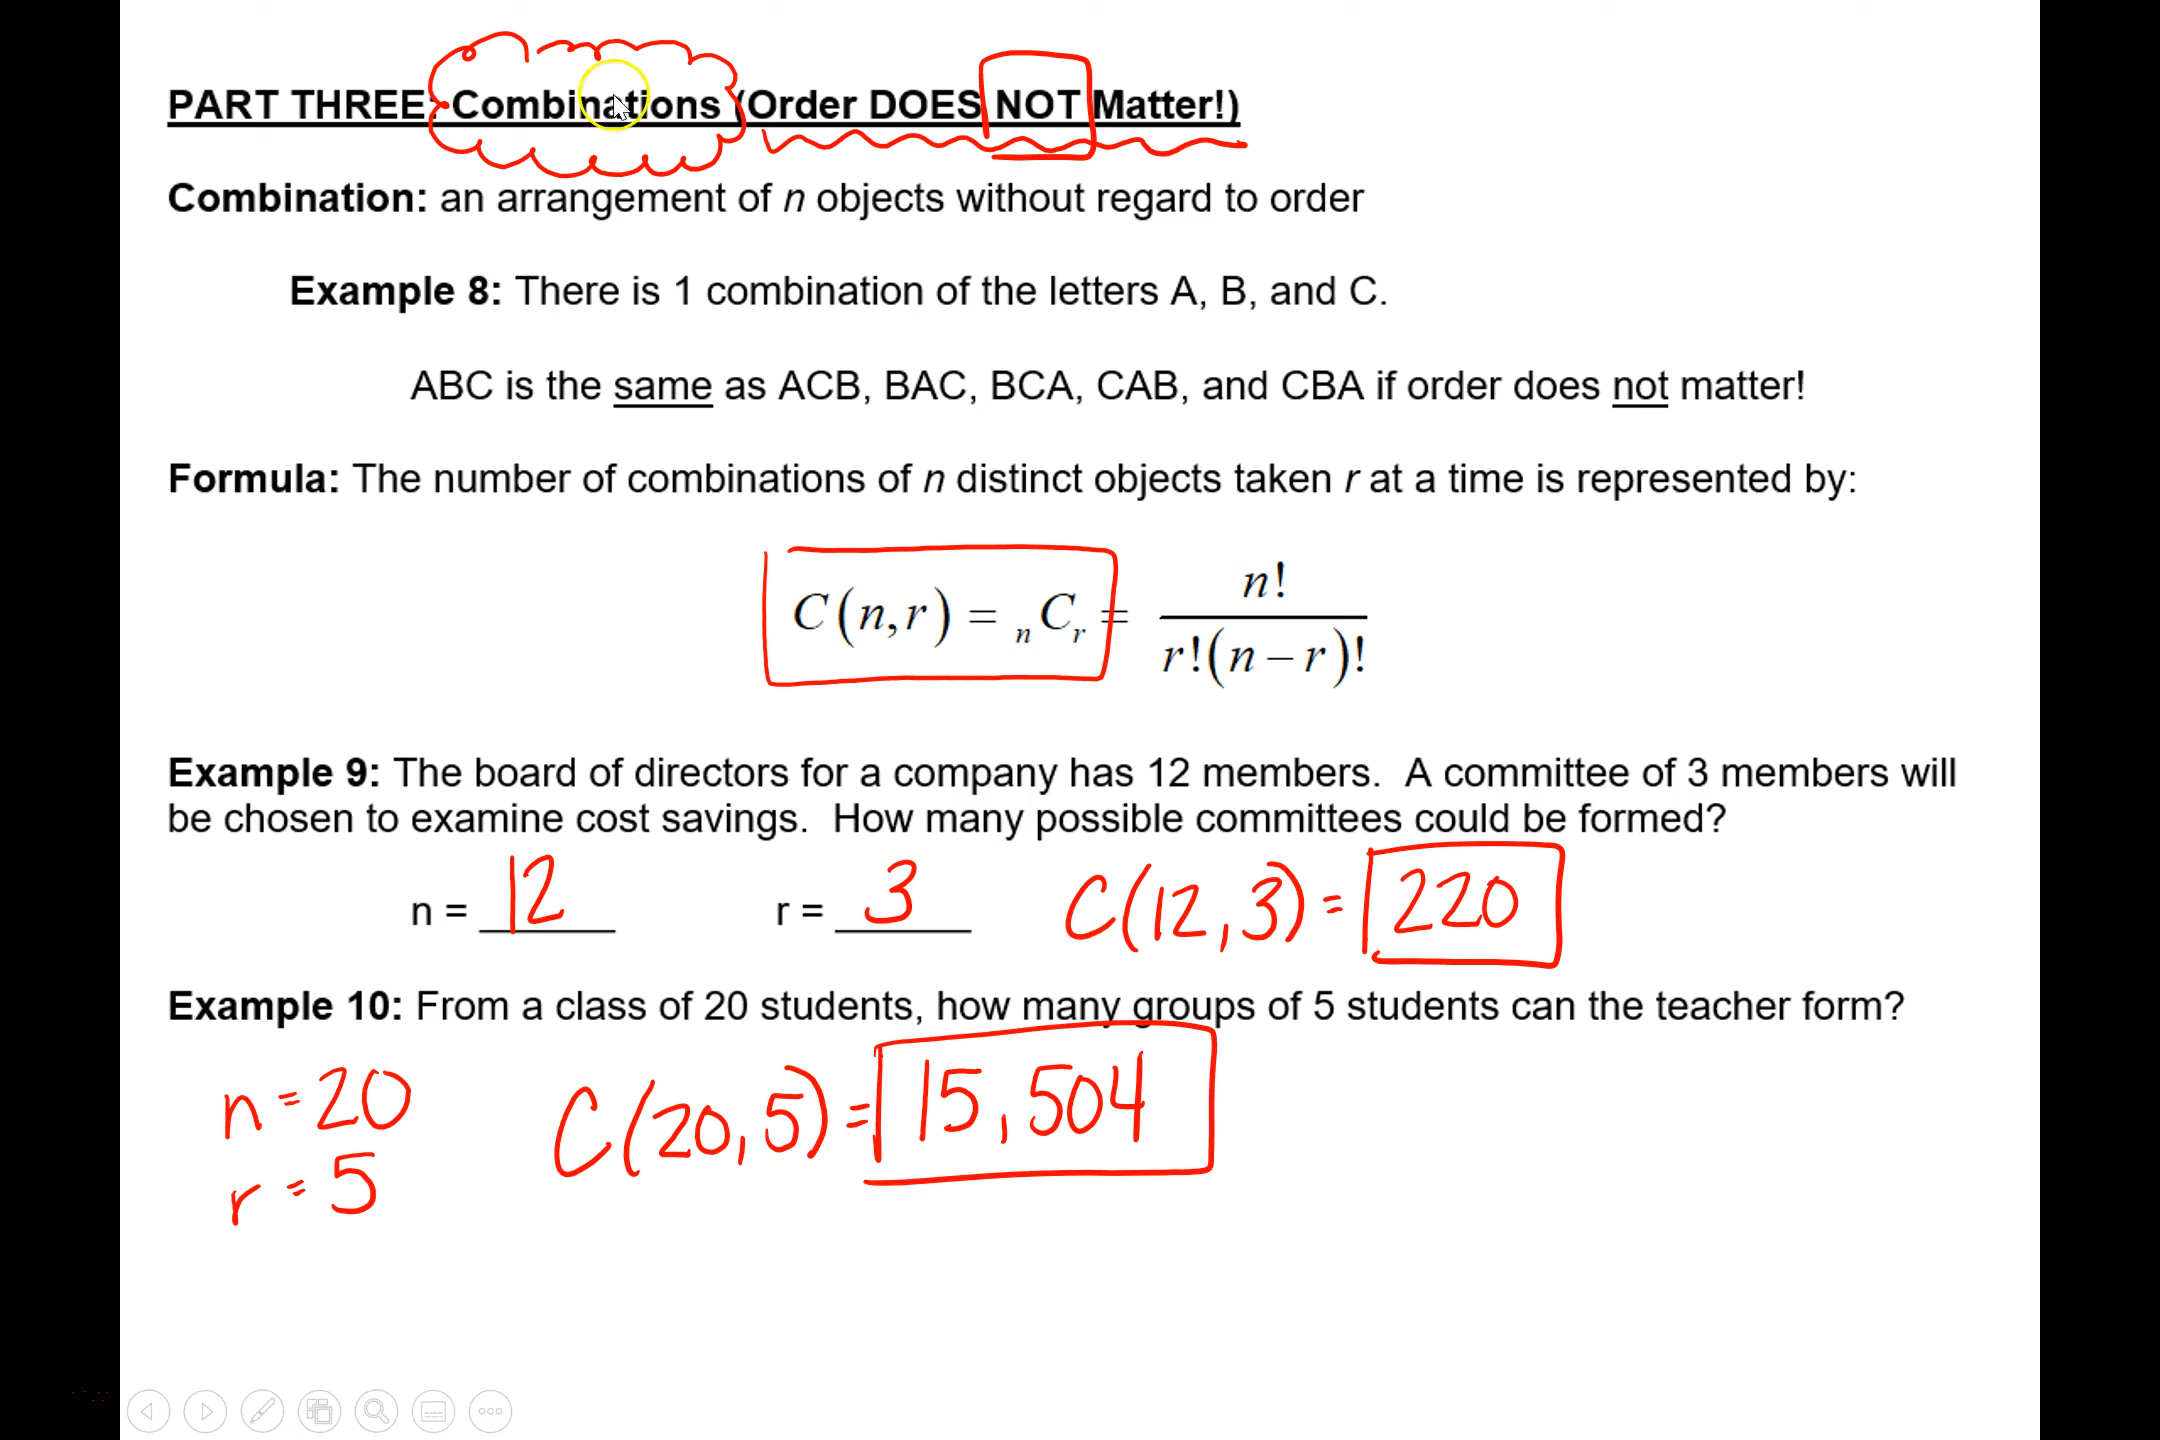 PART THREE: Combinations (Order DOES NOT Matter!)
Combination: an arrangement of n objects without regard to order
Example 8: There is 1 combination of the letters A, B, and C.
ABC is the same as ACB, BAC, BCA, CAB, and CBA if order does not matter!
Formula: The number of combinations of n distinct objects taken r at a time is represented by:
C(n,r) = nCr = n! / r!(n−r)!
Example 9: The board of directors for a company has 12 members. A committee of 3 members will
be chosen to examine cost savings. How many possible committees could be formed?
n = 12 r = 3 C(12,3) = 220
Example 10: From a class of 20 students, how many groups of 5 students can the teacher form?
n = 20 C(20,5) = 15,504
r = 5